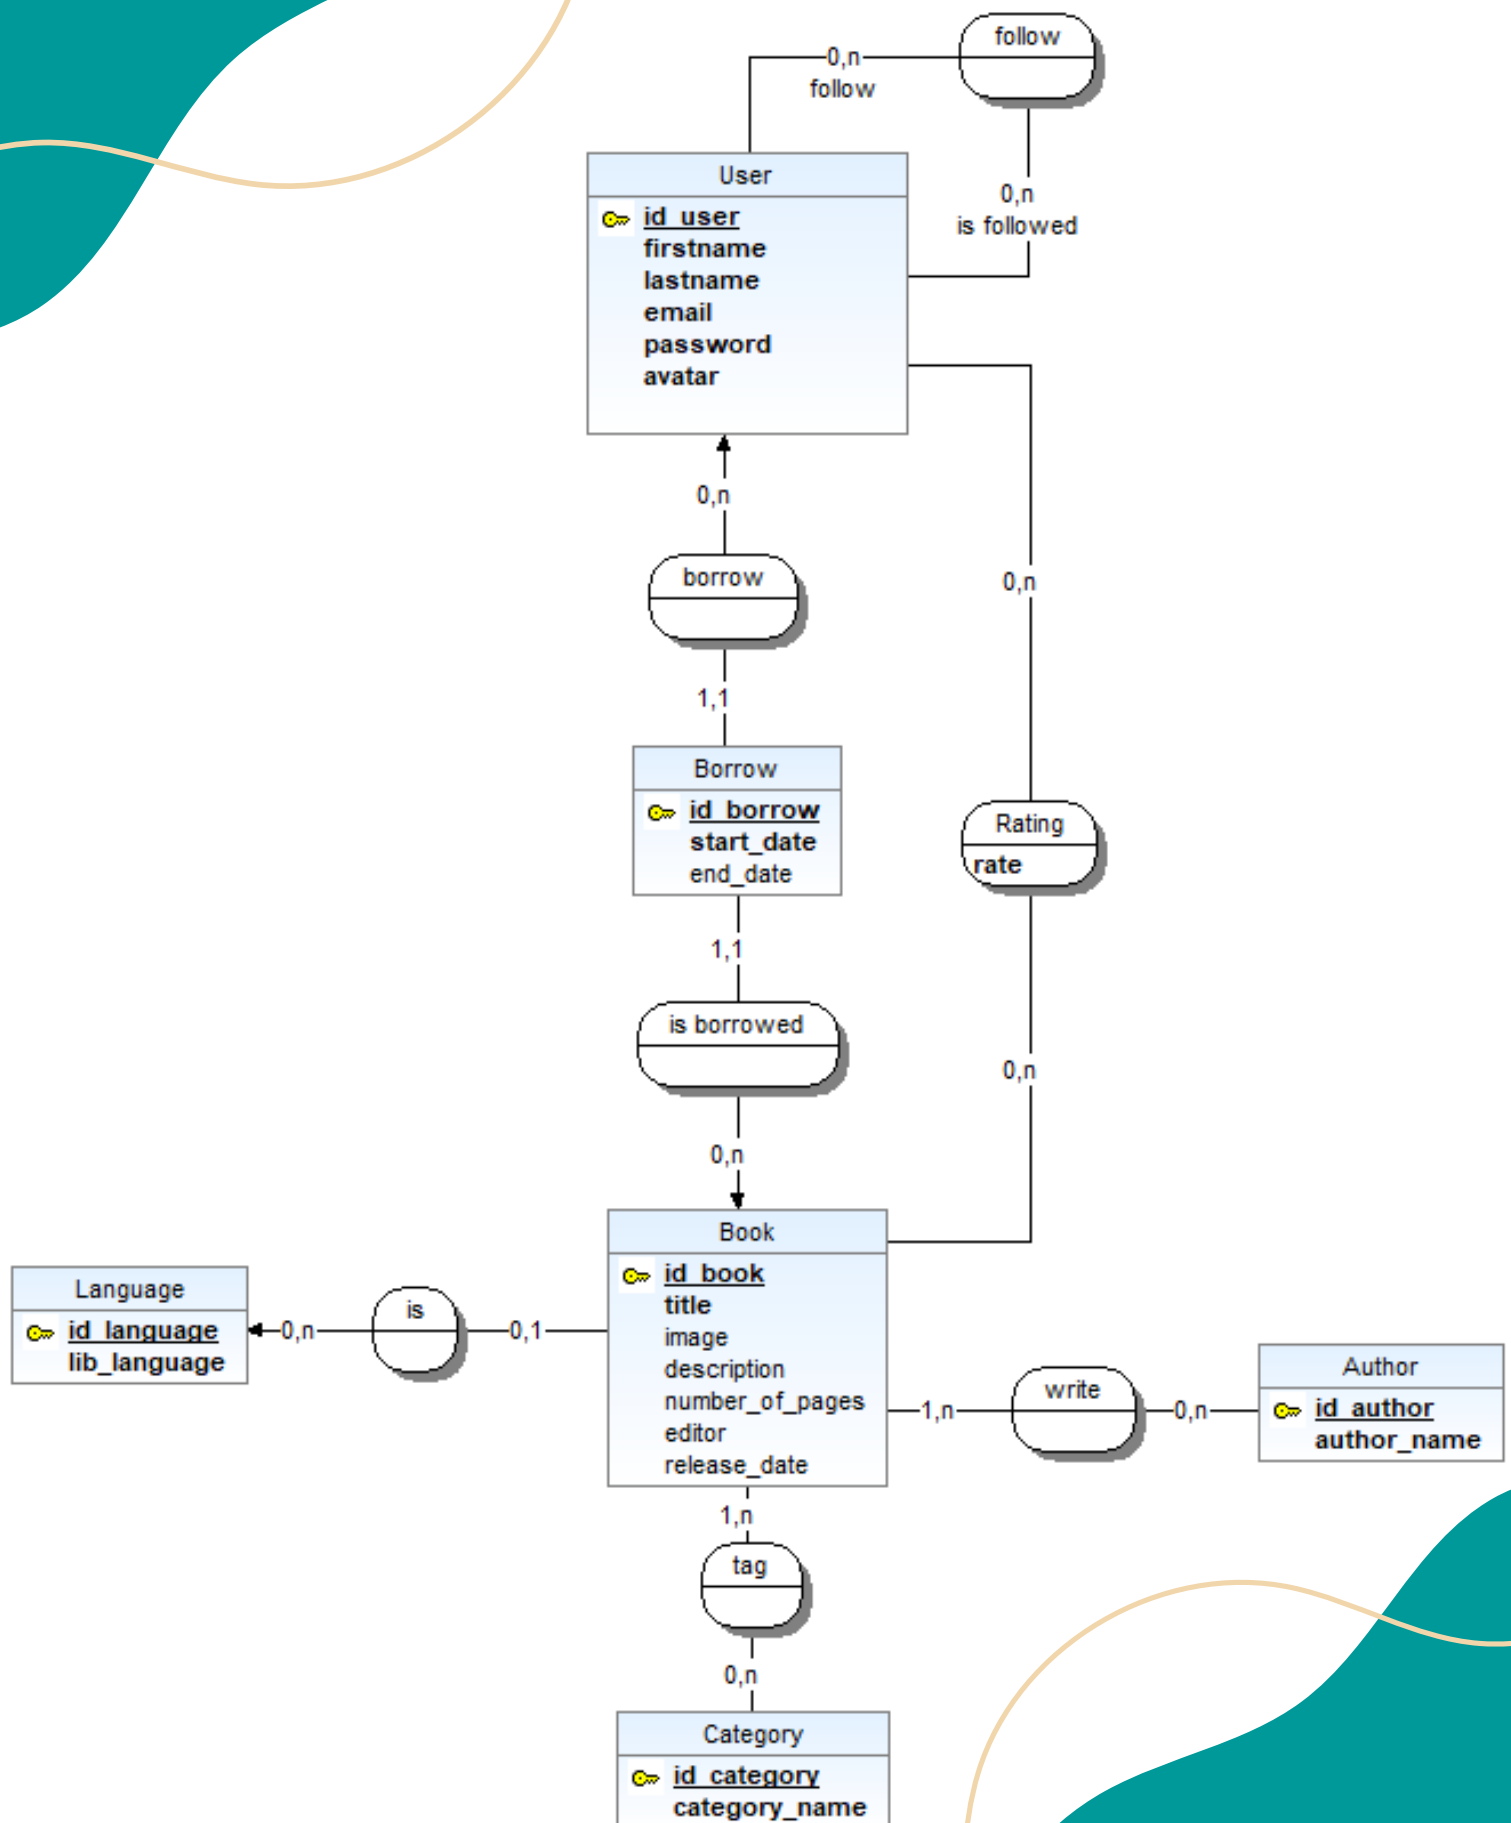 follow
0,n
follow
0,n
is followed
User
id_user
firstname
lastname
email
password
avatar
0,n
borrow
0,n
1,1
Borrow
id_borrow
start_date
end_date
Rating
rate
1,1
is borrowed
0,n
0,n
Book
id_book
title
image
description
number_of_pages
editor
release_date
Language
id_language
lib_language
0,n
is
0,1
1,n
write
0,n
Author
id_author
author_name
1,n
tag
0,n
Category
id_category
category_name